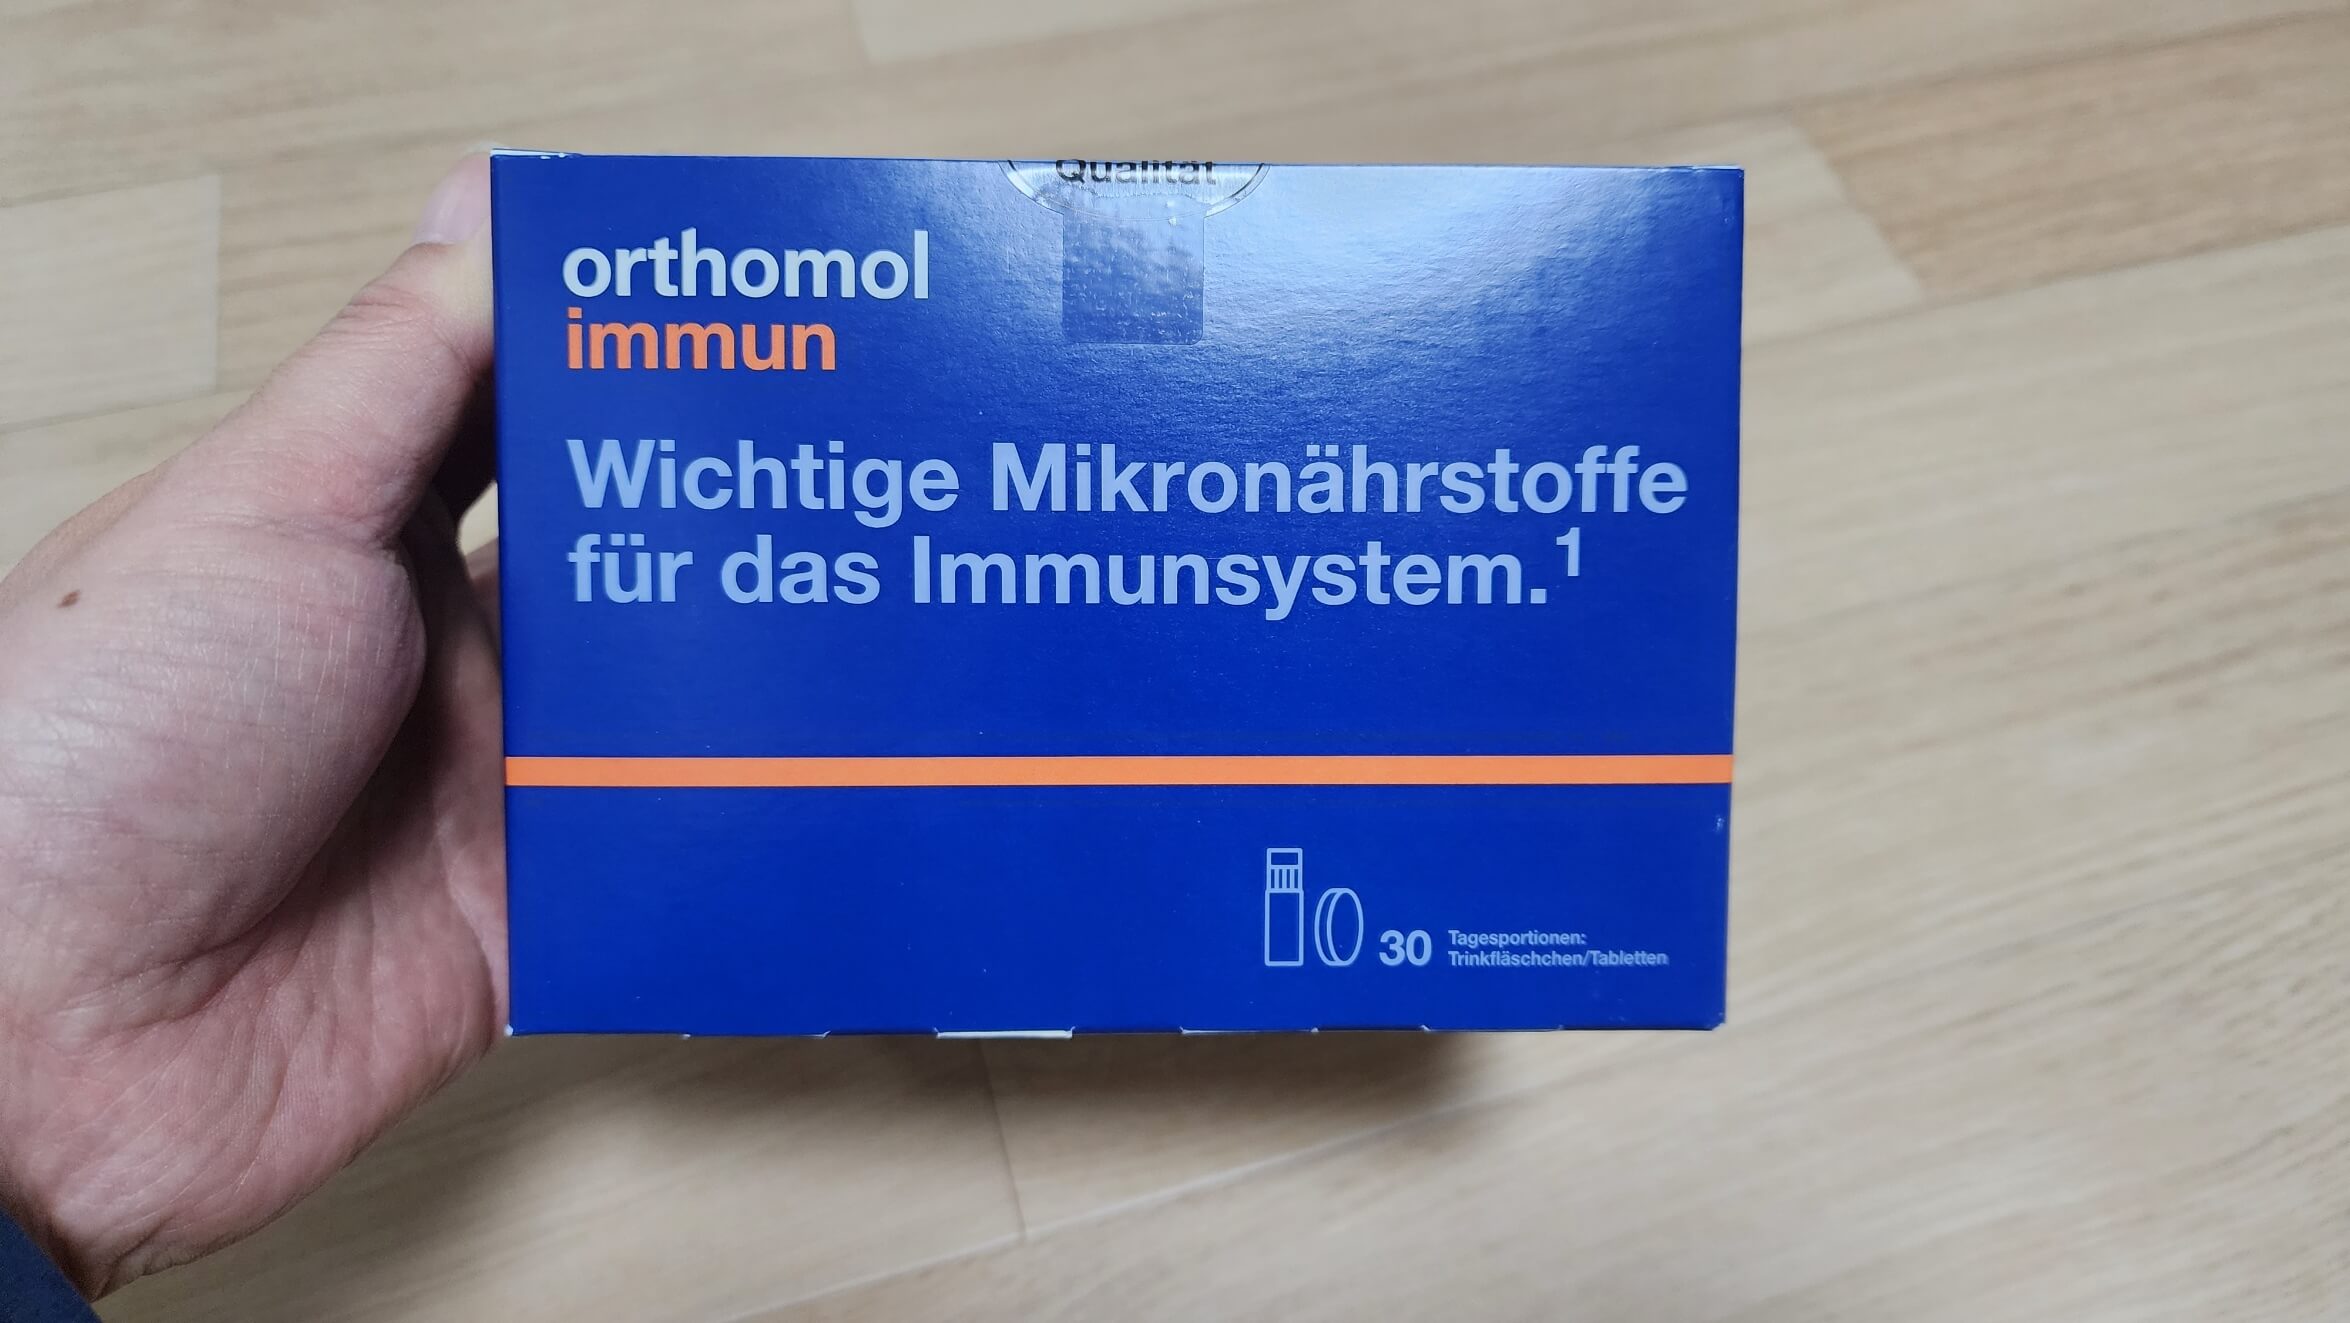 Qualität
orthomol
immun
Wichtige Mikronährstoffe
für das Immunsystem.¹
30 Tagesportionen:
Trinkfläschchen/Tabletten